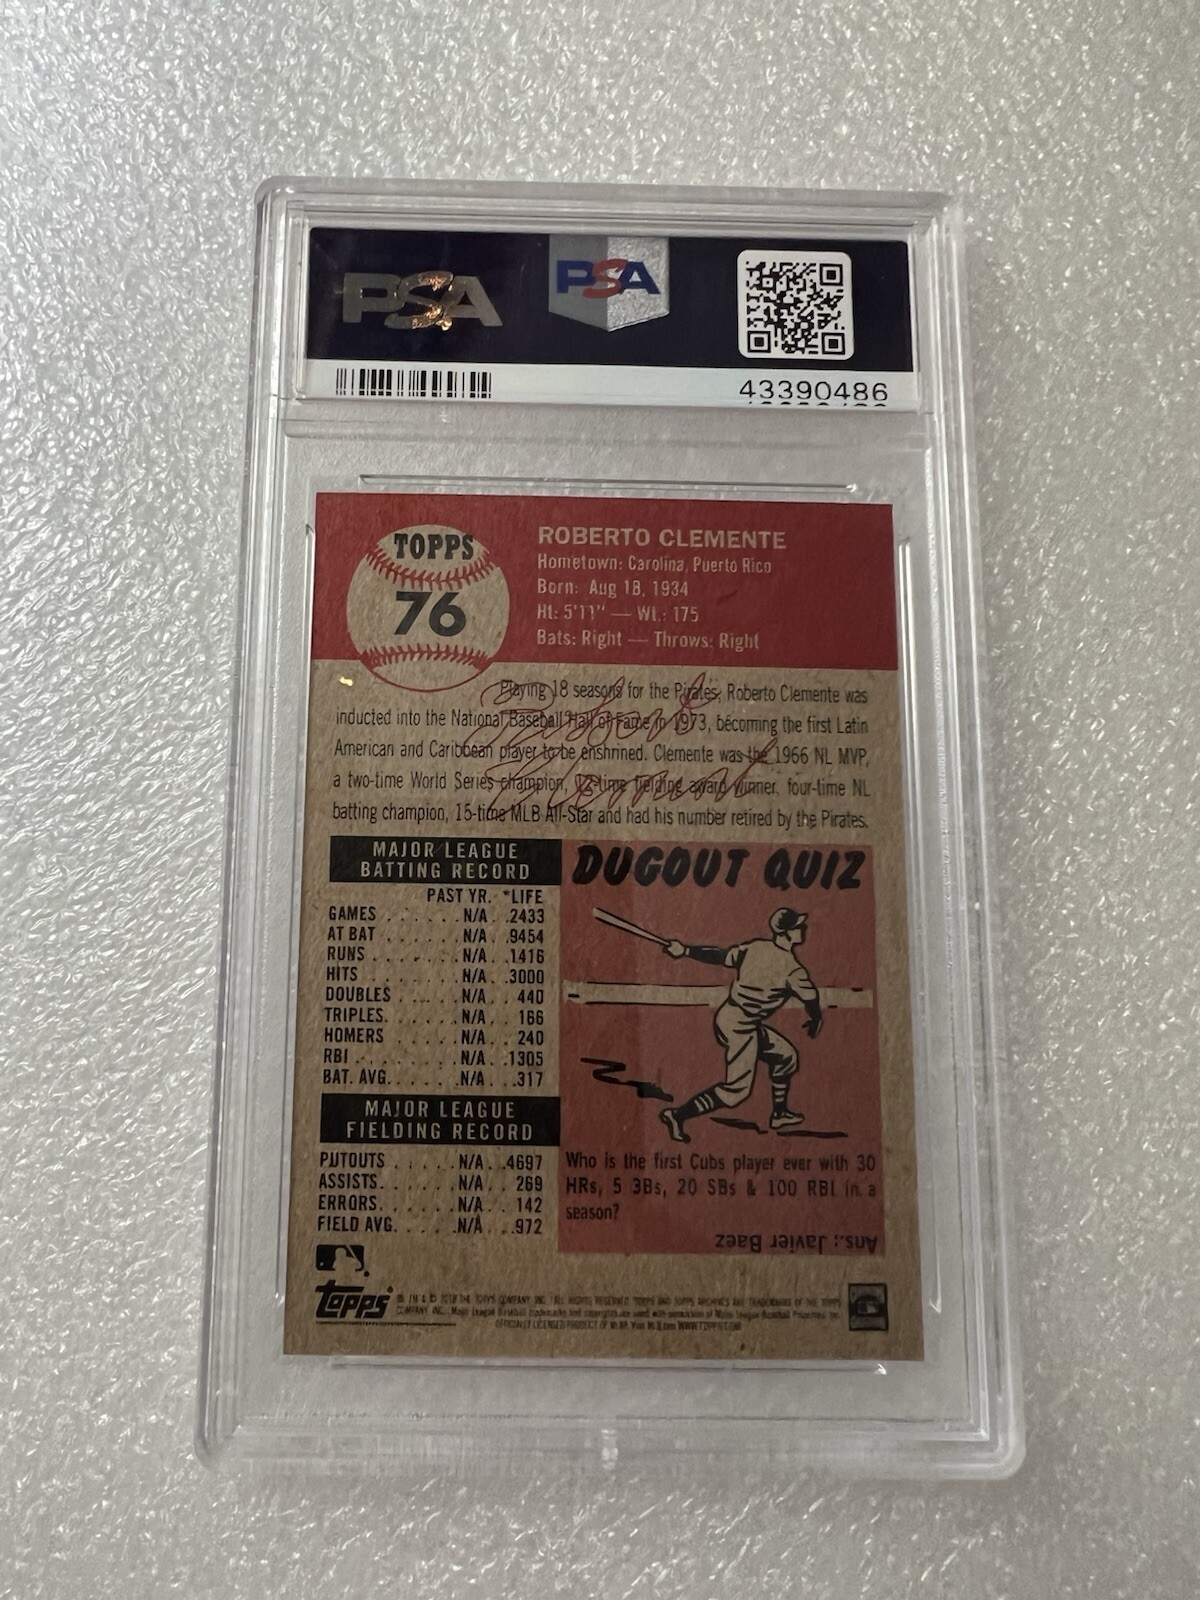 PSA
PSA
43390486
TOPPS
76
ROBERTO CLEMENTE
Hometown: Carolina, Puerto Rico
Born: Aug 18, 1934
Ht: 5'11" — Wt.: 175
Bats: Right — Throws: Right
Playing 18 seasons for the Pirates, Roberto Clemente was
inducted into the National Baseball Hall of Fame in 1973, becoming the first Latin
American and Caribbean player to be enshrined. Clemente was the 1966 NL MVP,
a two-time World Series champion, 12-time fielding award winner, four-time NL
batting champion, 15-time MLB All-Star and had his number retired by the Pirates.
Roberto
Clemente
MAJOR LEAGUE
BATTING RECORD
PAST YR. *LIFE
GAMES . . . . . . N/A . .2433
AT BAT . . . . . . N/A . .9454
RUNS . . . . . . . N/A . .1416
HITS . . . . . . . N/A . .3000
DOUBLES . . . . . N/A . . 440
TRIPLES. . . . . . N/A . . 166
HOMERS . . . . . N/A . . 240
RBI . . . . . . . . N/A . .1305
BAT. AVG. . . . . .N/A . . .317
MAJOR LEAGUE
FIELDING RECORD
PUTOUTS . . . . . N/A . .4697
ASSISTS. . . . . . N/A . . 269
ERRORS. . . . . . N/A . . 142
FIELD AVG. . . . .N/A . . .972
DUGOUT QUIZ
Who is the first Cubs player ever with 30
HRs, 5 3Bs, 20 SBs & 100 RBI in a
season?
Ans.: Javier Baez
TOPPS